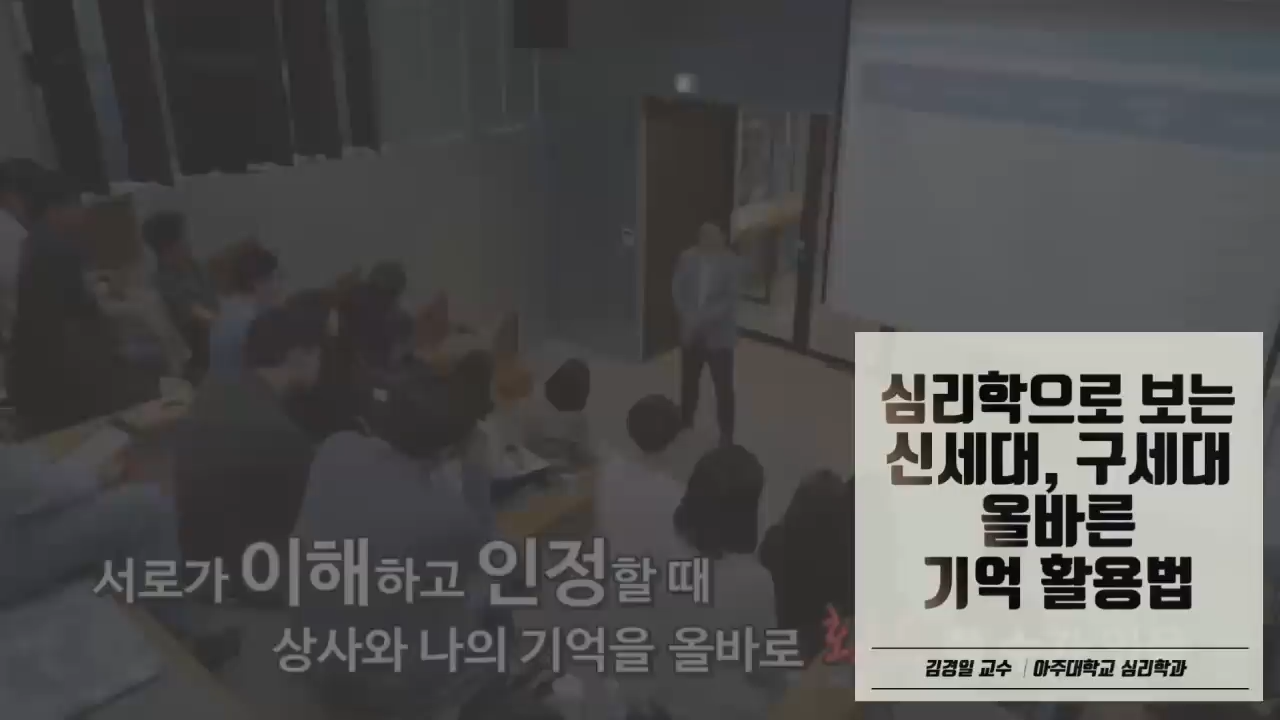 서로가 이해하고 인정할 때
상사와 나의 기억을 올바로
심리학으로 보는
신세대, 구세대
올바른
기억 활용법
김경일 교수 | 아주대학교 심리학과